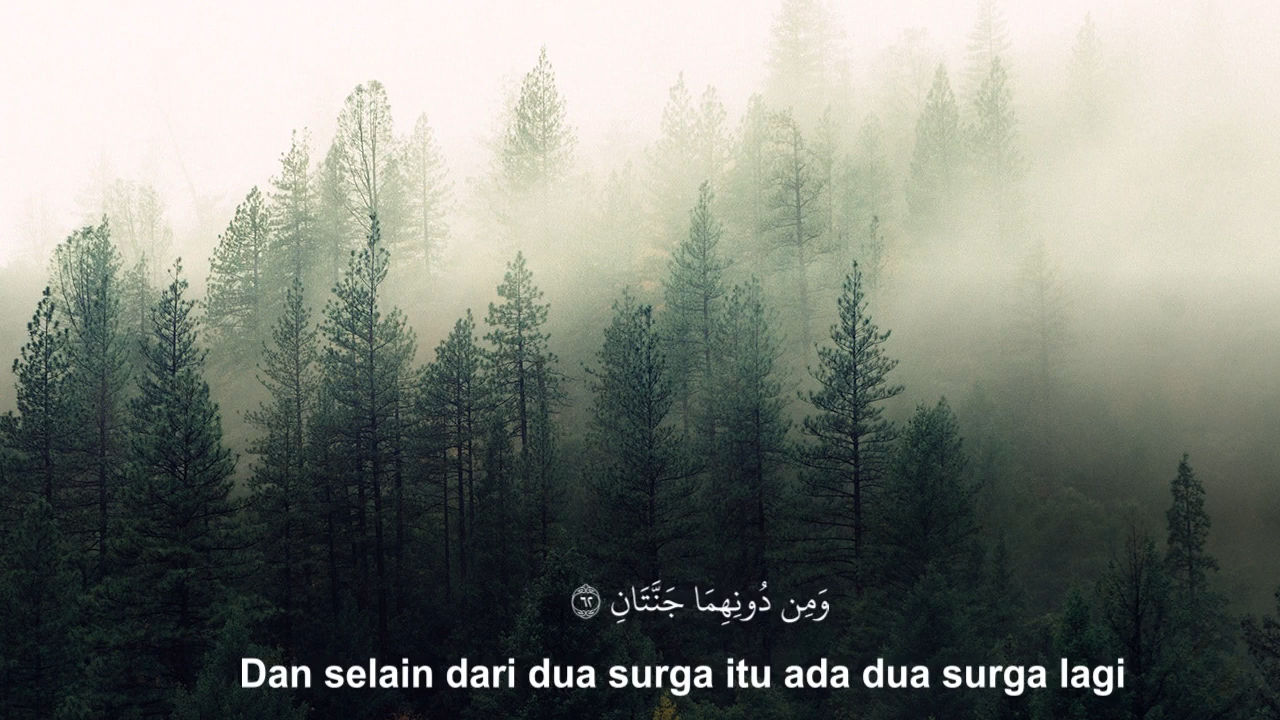 وَمِن دُونِهِمَا جَنَّتَانِ ٦٢
Dan selain dari dua surga itu ada dua surga lagi